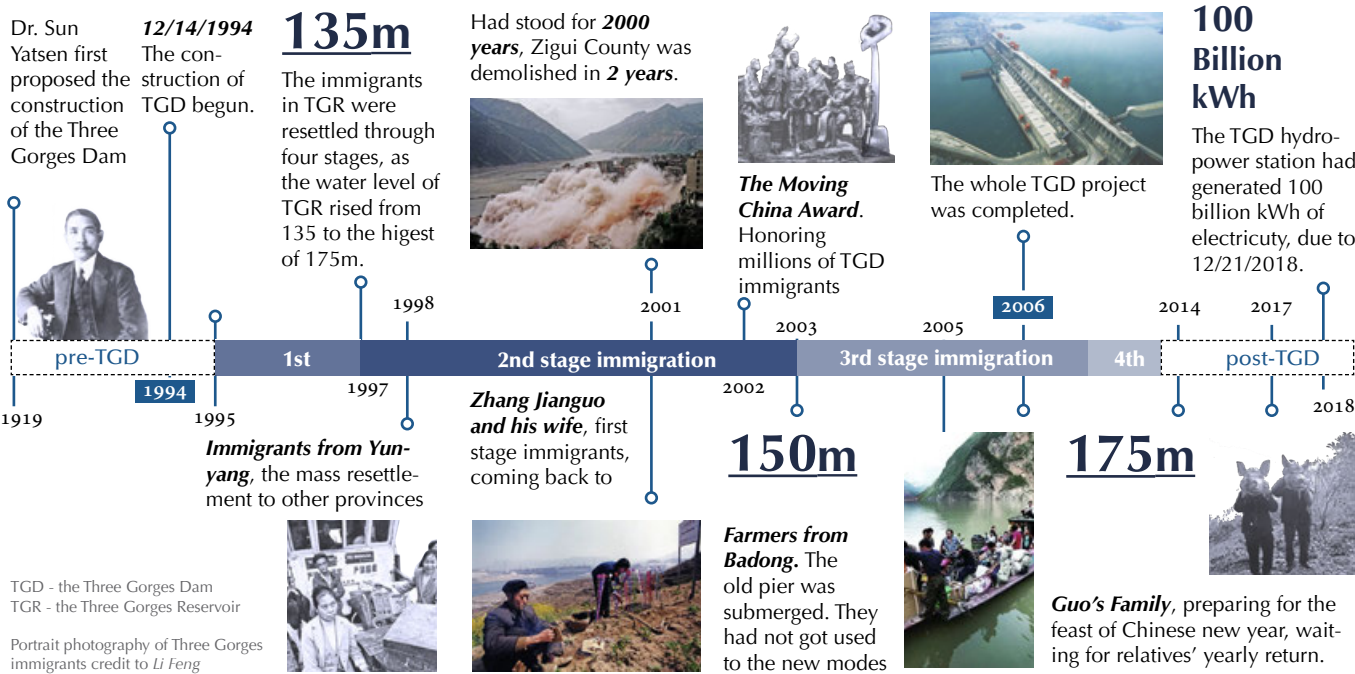 Dr. Sun
Yatsen first
proposed the
construction
of the Three
Gorges Dam
12/14/1994
The con-
struction of
TGD begun.
135m
The immigrants
in TGR were
resettled through
four stages, as
the water level of
TGR rised from
135 to the higest
of 175m.
Had stood for 2000
years, Zigui County was
demolished in 2 years.
The Moving
China Award.
Honoring
millions of TGD
immigrants
The whole TGD project
was completed.
100
Billion
kWh
The TGD hydro-
power station had
generated 100
billion kWh of
electricuty, due to
12/21/2018.
1998
2001
2003
2005
2006
2014
2017
pre-TGD
1st
2nd stage immigration
3rd stage immigration
4th
post-TGD
1919
1994
1995
1997
2002
2018
Immigrants from Yun-
yang, the mass resettle-
ment to other provinces
Zhang Jianguo
and his wife, first
stage immigrants,
coming back to
150m
Farmers from
Badong. The
old pier was
submerged. They
had not got used
to the new modes
175m
Guo's Family, preparing for the
feast of Chinese new year, wait-
ing for relatives' yearly return.
TGD - the Three Gorges Dam
TGR - the Three Gorges Reservoir
Portrait photography of Three Gorges
immigrants credit to Li Feng